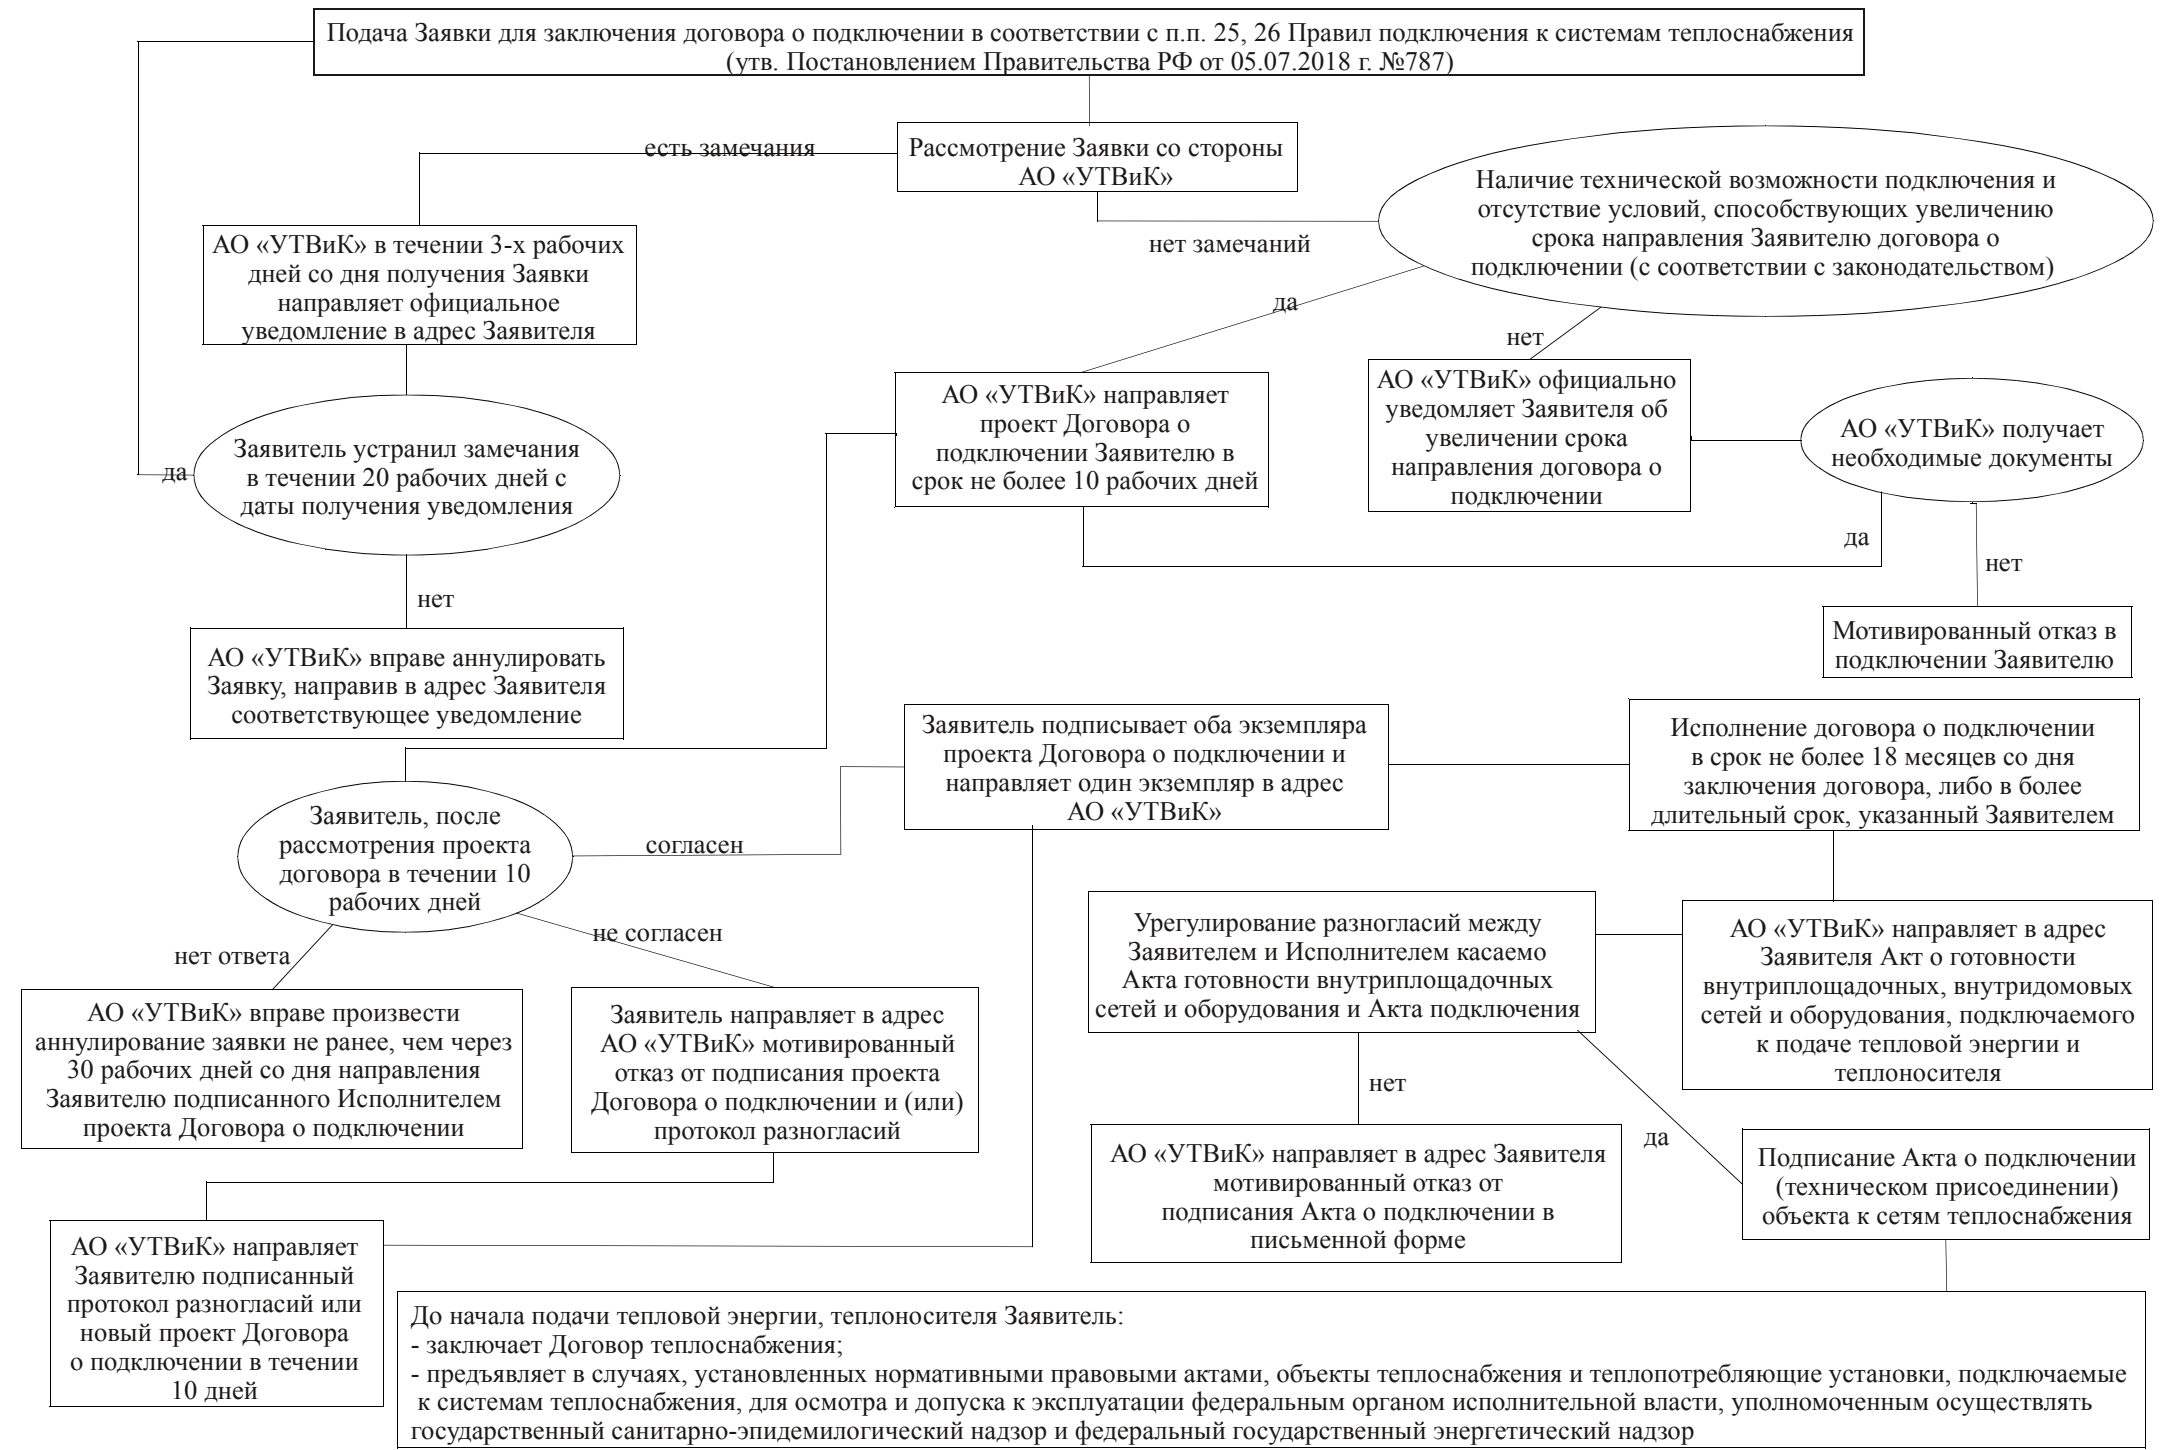 Подача Заявки для заключения договора о подключении в соответствии с п.п. 25, 26 Правил подключения к системам теплоснабжения
(утв. Постановлением Правительства РФ от 05.07.2018 г. №787)
есть замечания
Рассмотрение Заявки со стороны
АО «УТВиК»
нет замечаний
Наличие технической возможности подключения и
отсутствие условий, способствующих увеличению
срока направления Заявителю договора о
подключении (с соответствии с законодательством)
АО «УТВиК» в течении 3-х рабочих
дней со дня получения Заявки
направляет официальное
уведомление в адрес Заявителя
да
нет
АО «УТВиК» направляет
проект Договора о
подключении Заявителю в
срок не более 10 рабочих дней
АО «УТВиК» официально
уведомляет Заявителя об
увеличении срока
направления договора о
подключении
АО «УТВиК» получает
необходимые документы
да
Заявитель устранил замечания
в течении 20 рабочих дней с
даты получения уведомления
да
нет
нет
АО «УТВиК» вправе аннулировать
Заявку, направив в адрес Заявителя
соответствующее уведомление
Мотивированный отказ в
подключении Заявителю
Заявитель подписывает оба экземпляра
проекта Договора о подключении и
направляет один экземпляр в адрес
АО «УТВиК»
Исполнение договора о подключении
в срок не более 18 месяцев со дня
заключения договора, либо в более
длительный срок, указанный Заявителем
Заявитель, после
рассмотрения проекта
договора в течении 10
рабочих дней
согласен
не согласен
нет ответа
Урегулирование разногласий между
Заявителем и Исполнителем касаемо
Акта готовности внутриплощадочных
сетей и оборудования и Акта подключения
АО «УТВиК» направляет в адрес
Заявителя Акт о готовности
внутриплощадочных, внутридомовых
сетей и оборудования, подключаемого
к подаче тепловой энергии и
теплоносителя
АО «УТВиК» вправе произвести
аннулирование заявки не ранее, чем через
30 рабочих дней со дня направления
Заявителю подписанного Исполнителем
проекта Договора о подключении
Заявитель направляет в адрес
АО «УТВиК» мотивированный
отказ от подписания проекта
Договора о подключении и (или)
протокол разногласий
нет
да
АО «УТВиК» направляет в адрес Заявителя
мотивированный отказ от
подписания Акта о подключении в
письменной форме
Подписание Акта о подключении
(техническом присоединении)
объекта к сетям теплоснабжения
АО «УТВиК» направляет
Заявителю подписанный
протокол разногласий или
новый проект Договора
о подключении в течении
10 дней
До начала подачи тепловой энергии, теплоносителя Заявитель:
- заключает Договор теплоснабжения;
- предъявляет в случаях, установленных нормативными правовыми актами, объекты теплоснабжения и теплопотребляющие установки, подключаемые
к системам теплоснабжения, для осмотра и допуска к эксплуатации федеральным органом исполнительной власти, уполномоченным осуществлять
государственный санитарно-эпидемилогический надзор и федеральный государственный энергетический надзор